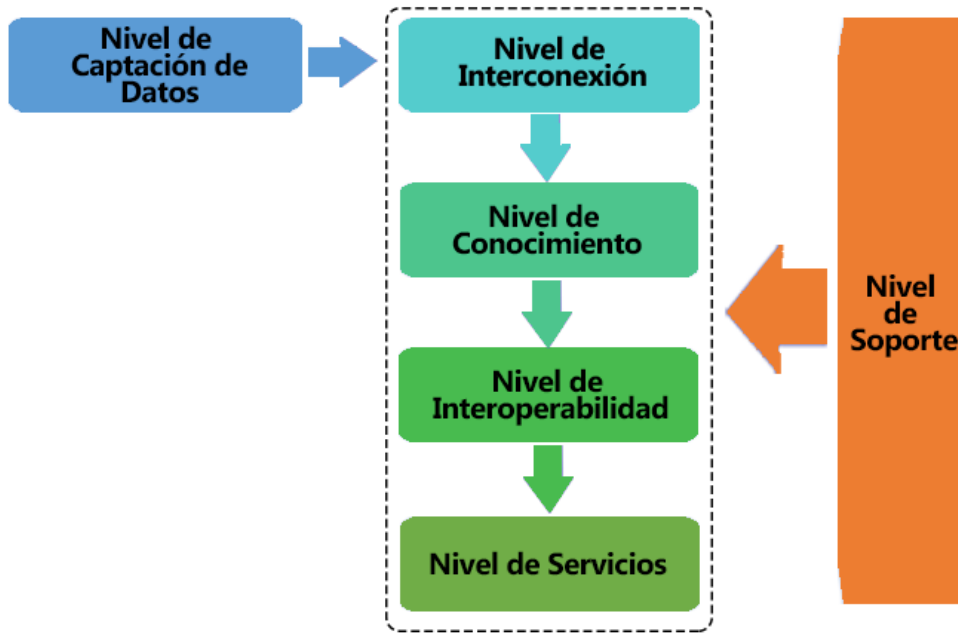 Nivel de
Captación de
Datos
Nivel de
Interconexión
Nivel de
Conocimiento
Nivel de
Interoperabilidad
Nivel de Servicios
Nivel
de
Soporte